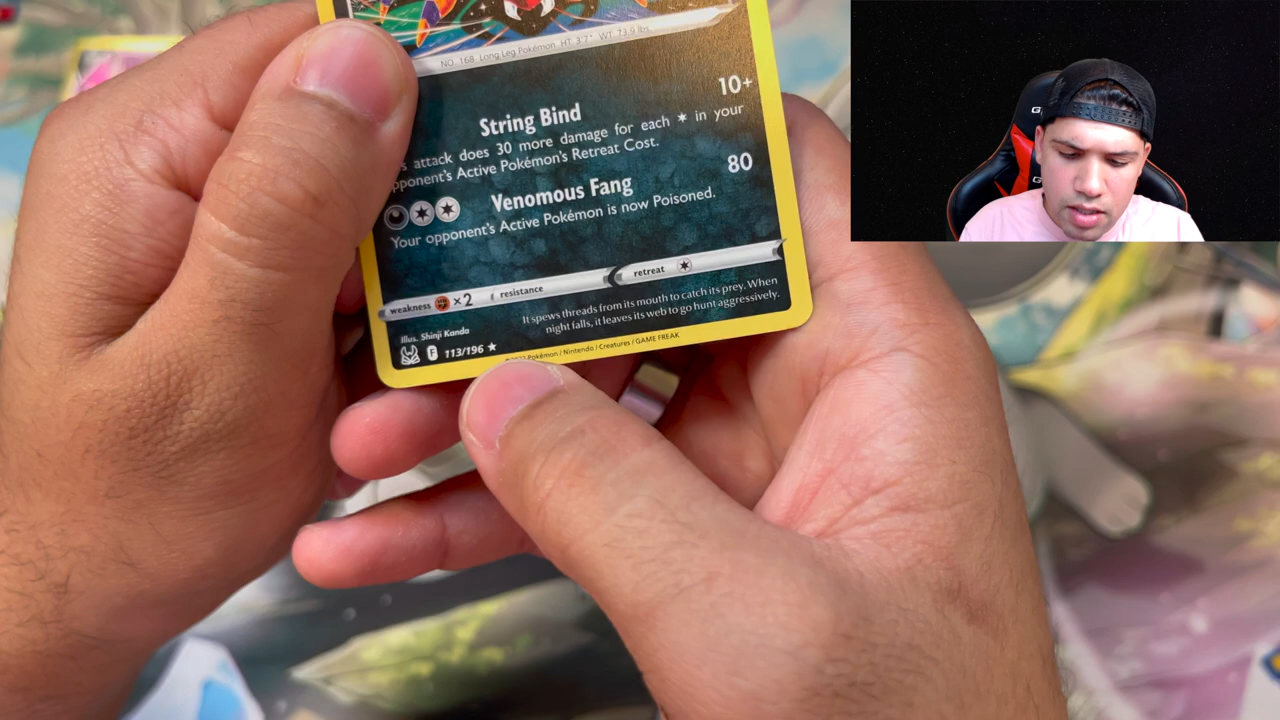 NO. 168 Long Leg Pokémon HT 3'7" WT 73.9 lbs.
String Bind 10+
attack does 30 more damage for each in your
pponent's Active Pokémon's Retreat Cost.
Venomous Fang 80
Your opponent's Active Pokémon is now Poisoned.
weakness ×2 resistance retreat
It spews threads from its mouth to catch its prey. When
night falls, it leaves its web to go hunt aggressively.
Illus. Shinji Kanda
F 113/196 ★
Pokémon / Nintendo / Creatures / GAME FREAK